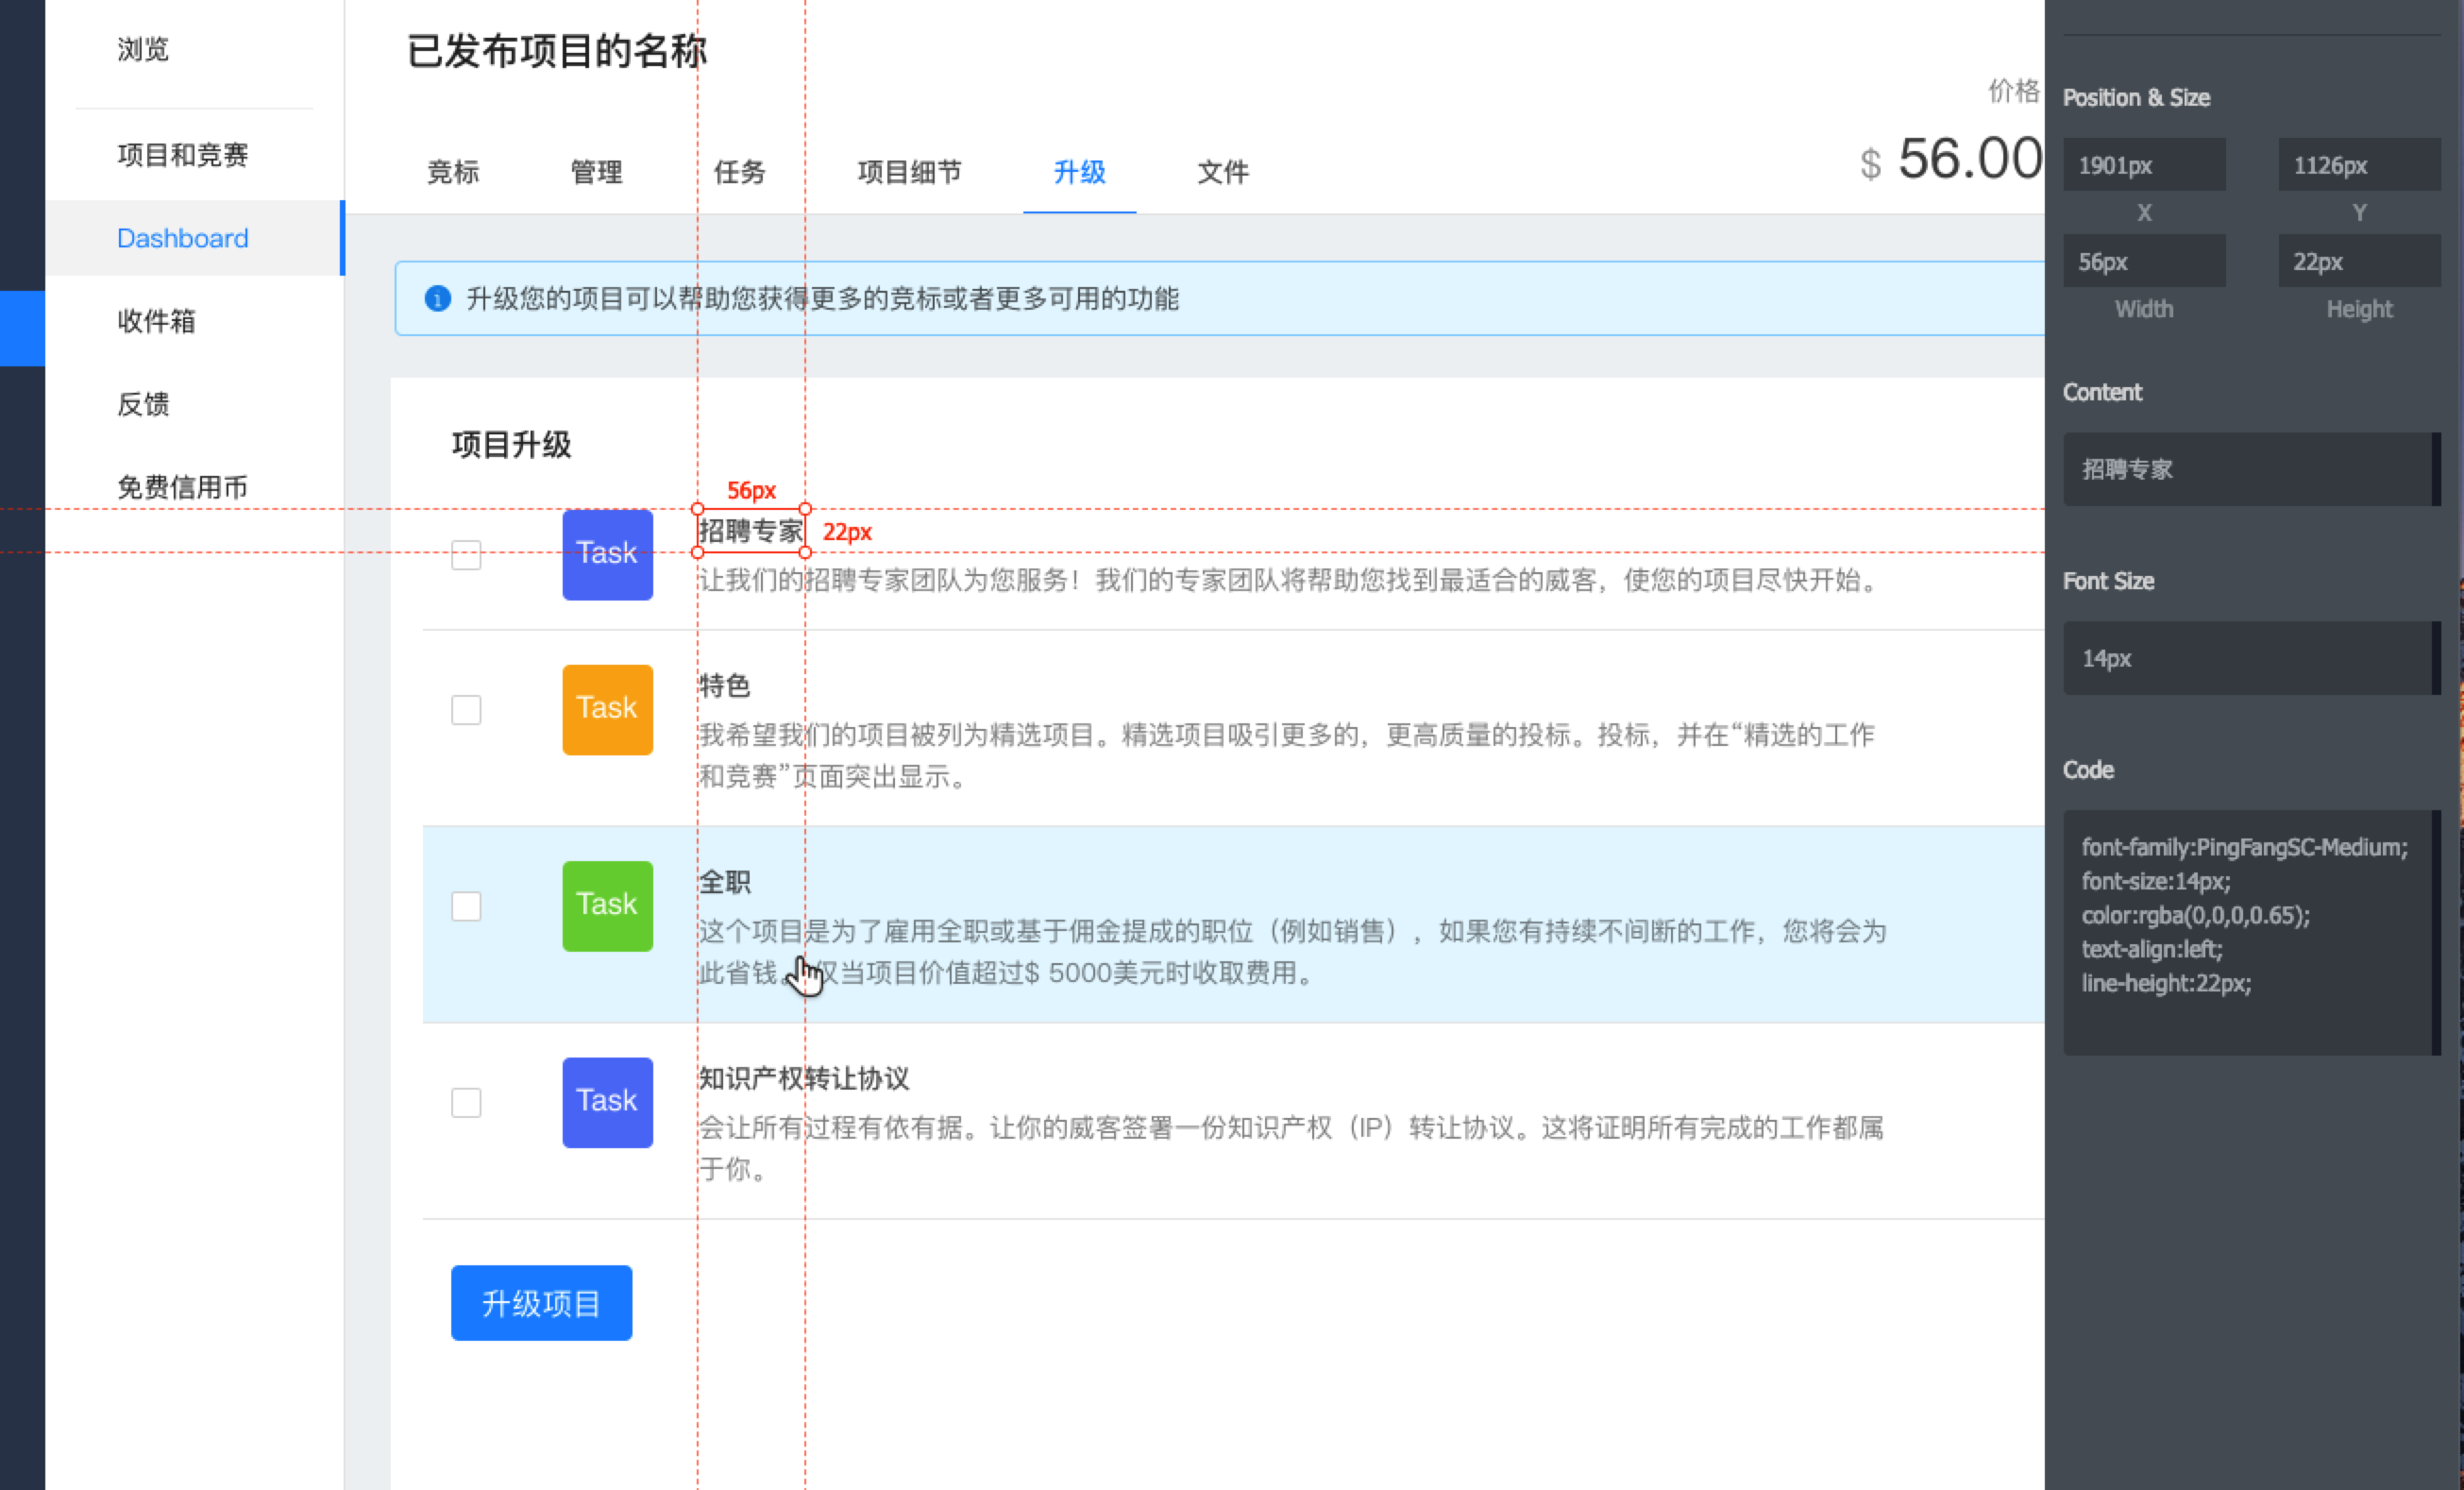 浏览
项目和竞赛
Dashboard
收件箱
反馈
免费信用币
已发布项目的名称
价格
$ 56.00
竞标
管理
任务
项目细节
升级
文件
升级您的项目可以帮助您获得更多的竞标或者更多可用的功能
项目升级
56px
22px
Task
招聘专家
让我们的招聘专家团队为您服务！我们的专家团队将帮助您找到最适合的威客，使您的项目尽快开始。
Task
特色
我希望我们的项目被列为精选项目。精选项目吸引更多的，更高质量的投标。投标，并在“精选的工作
和竞赛”页面突出显示。
Task
全职
这个项目是为了雇用全职或基于佣金提成的职位（例如销售），如果您有持续不间断的工作，您将会为
此省钱。仅当项目价值超过$ 5000美元时收取费用。
Task
知识产权转让协议
会让所有过程有依有据。让你的威客签署一份知识产权（IP）转让协议。这将证明所有完成的工作都属
于你。
升级项目
Position & Size
1901px
1126px
X
Y
56px
22px
Width
Height
Content
招聘专家
Font Size
14px
Code
font-family:PingFangSC-Medium;
font-size:14px;
color:rgba(0,0,0,0.65);
text-align:left;
line-height:22px;